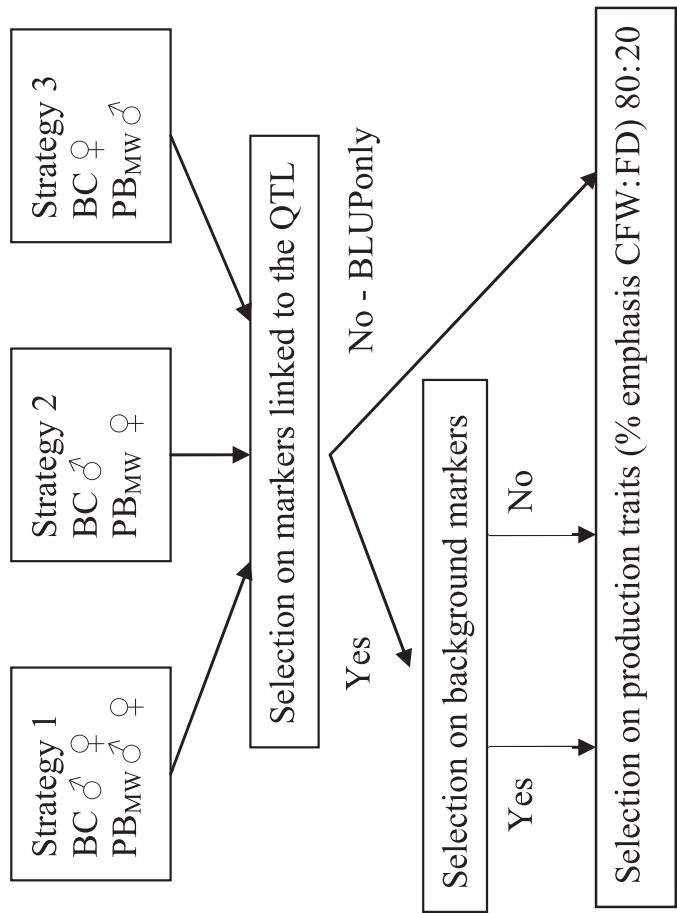 Strategy 1
BC ♂ ♀
PBMW ♂ ♀
Strategy 2
BC ♂
PBMW ♀
Strategy 3
BC ♀
PBMW ♂
Selection on markers linked to the QTL
Yes
No - BLUPonly
Selection on background markers
Yes
No
Selection on production traits (% emphasis CFW:FD) 80:20